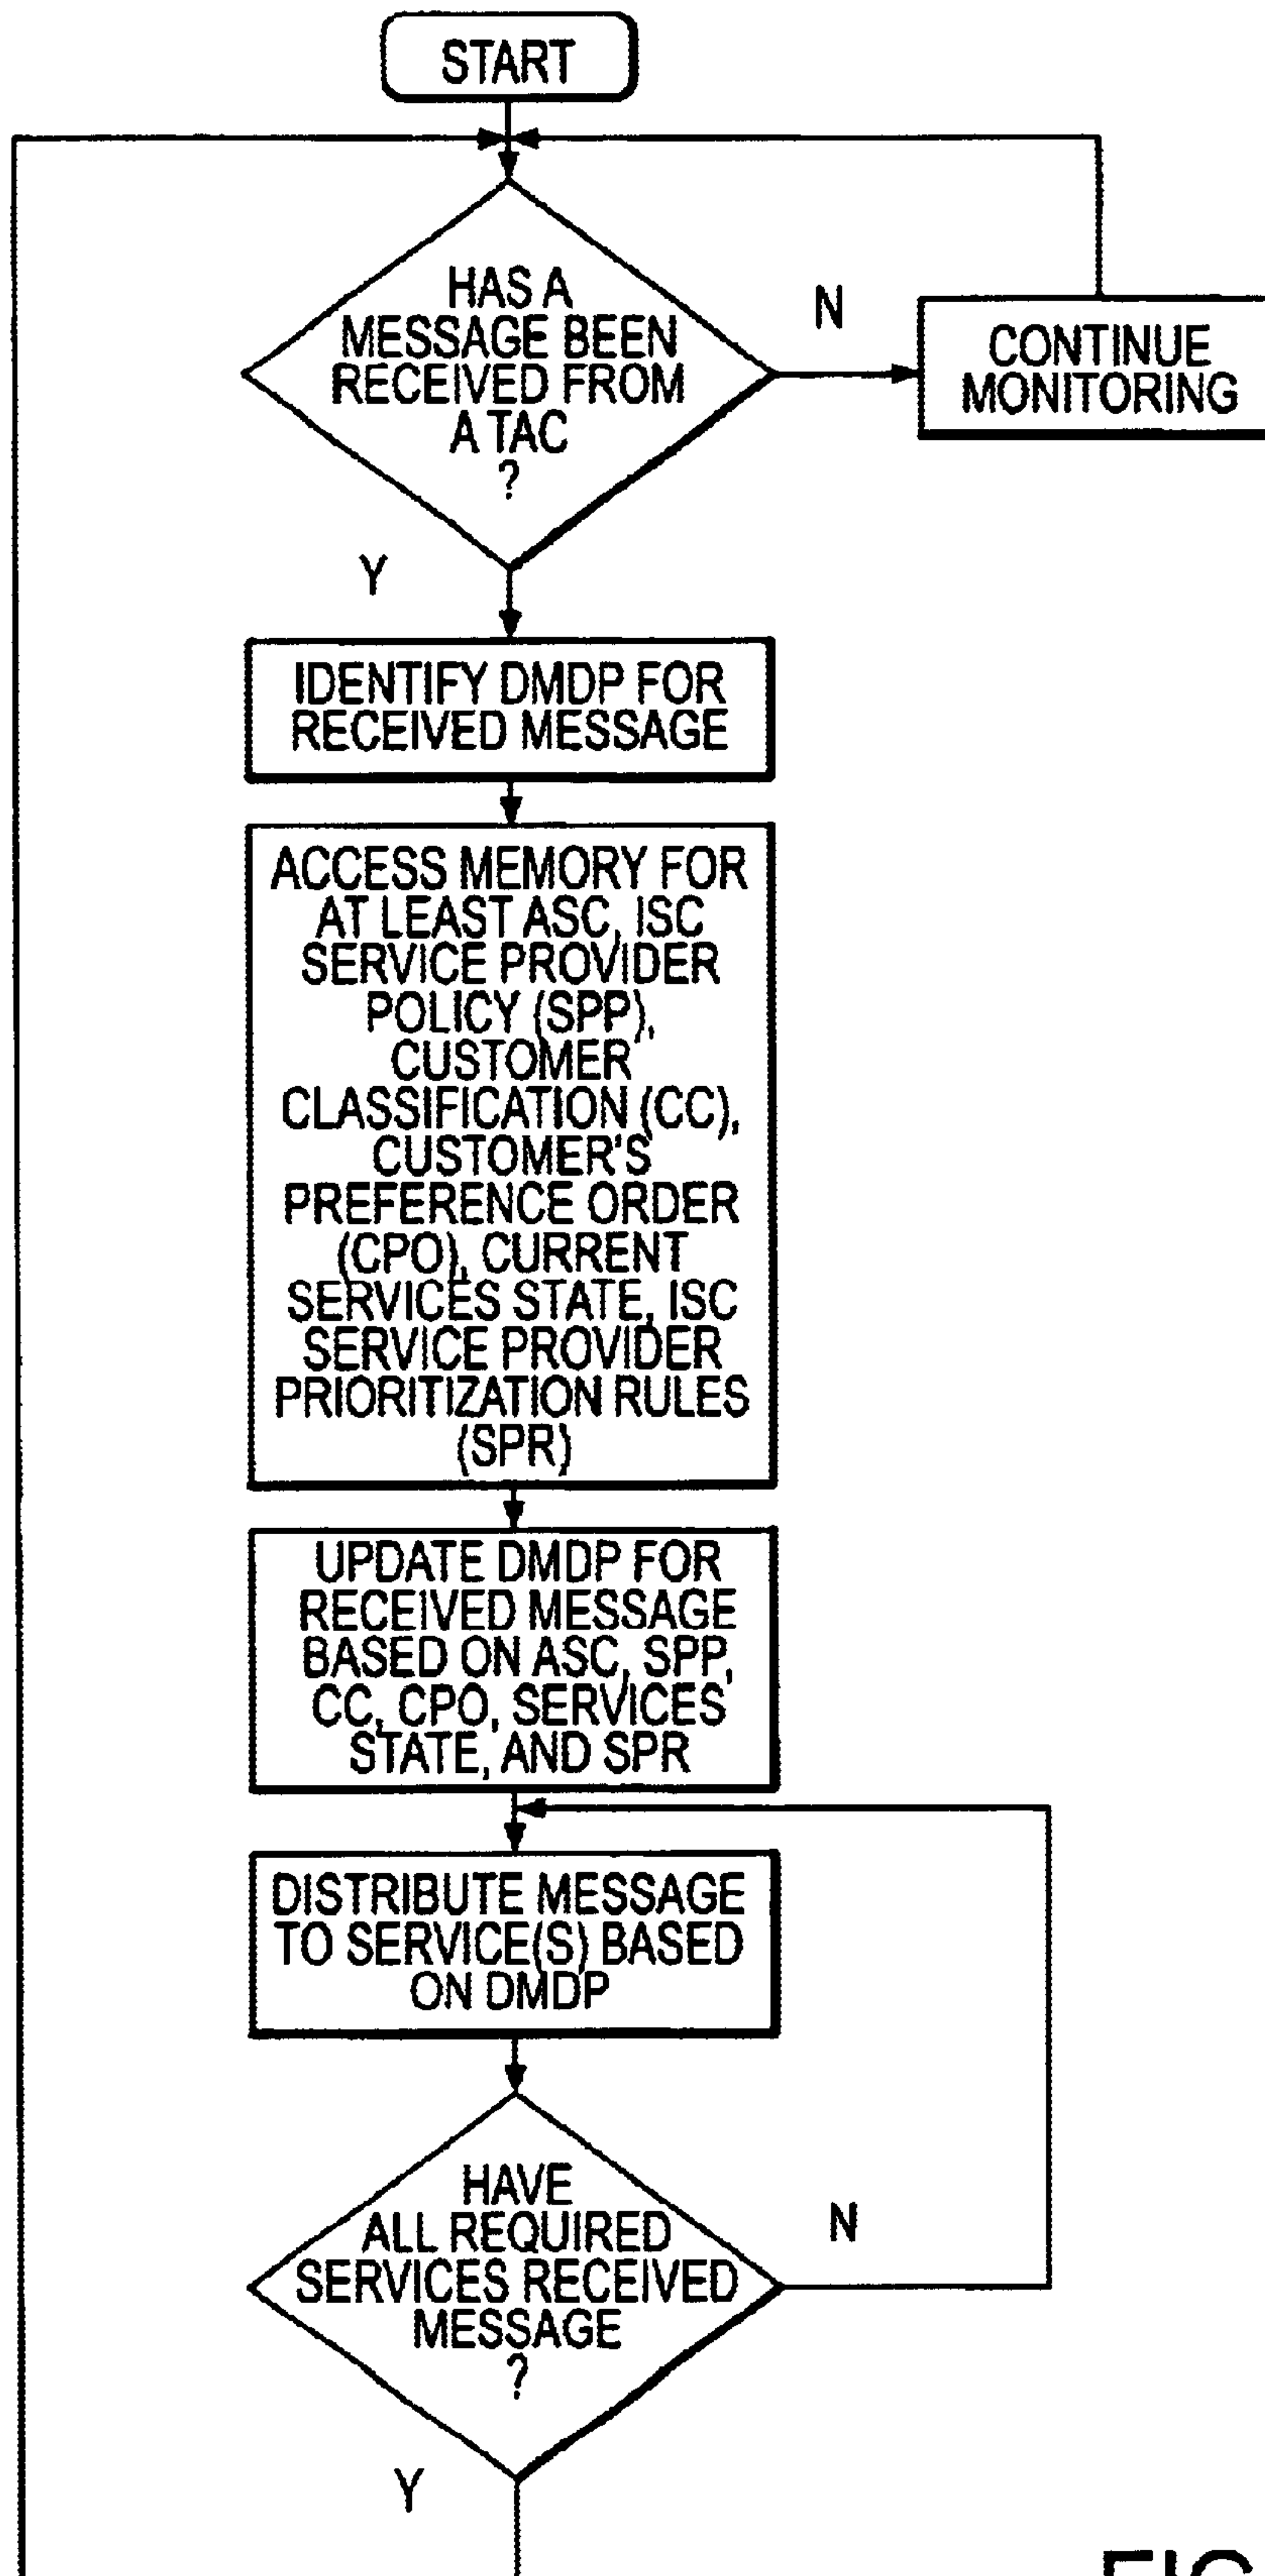 START
HAS A
MESSAGE BEEN
RECEIVED FROM
A TAC
?
N
CONTINUE
MONITORING
Y
IDENTIFY DMDP FOR
RECEIVED MESSAGE
ACCESS MEMORY FOR
AT LEAST ASC, ISC
SERVICE PROVIDER
POLICY (SPP),
CUSTOMER
CLASSIFICATION (CC),
CUSTOMER'S
PREFERENCE ORDER
(CPO), CURRENT
SERVICES STATE, ISC
SERVICE PROVIDER
PRIORITIZATION RULES
(SPR)
UPDATE DMDP FOR
RECEIVED MESSAGE
BASED ON ASC, SPP,
CC, CPO, SERVICES
STATE, AND SPR
DISTRIBUTE MESSAGE
TO SERVICE(S) BASED
ON DMDP
HAVE
ALL REQUIRED
SERVICES RECEIVED
MESSAGE
?
N
Y
FIG